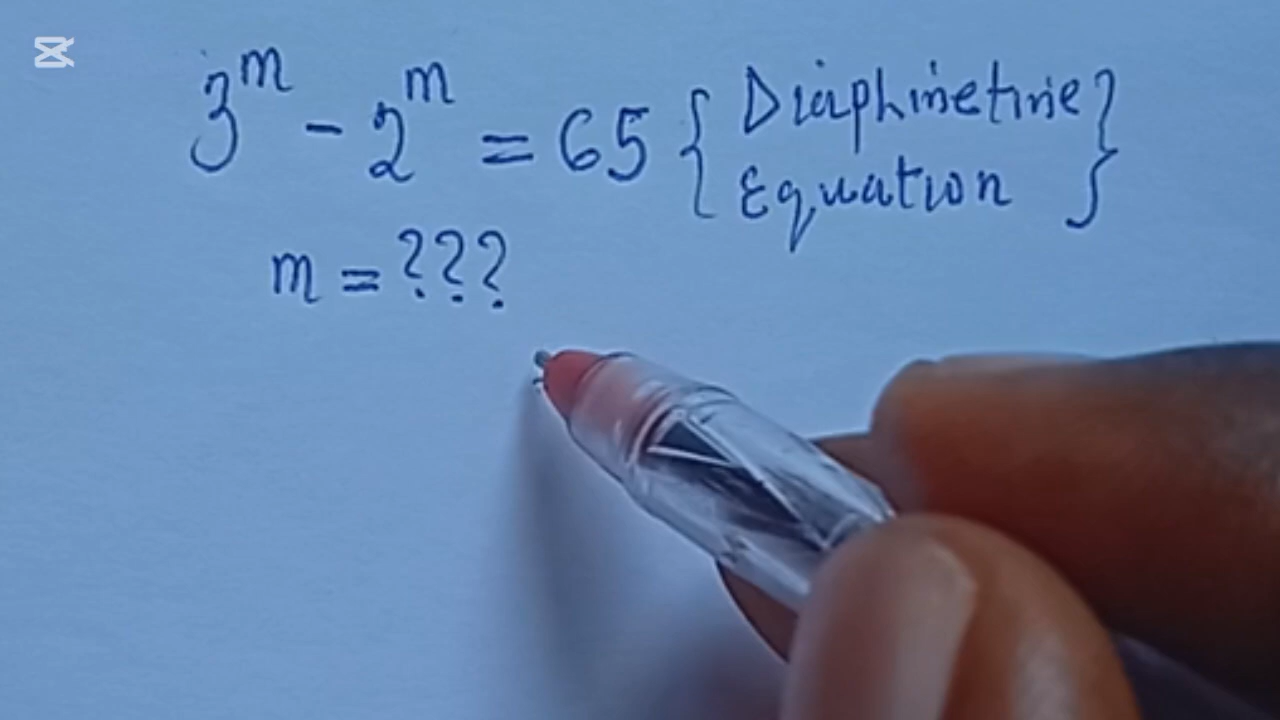 3^m - 2^m = 65 { Diaphinetine
Equation }
m = ???